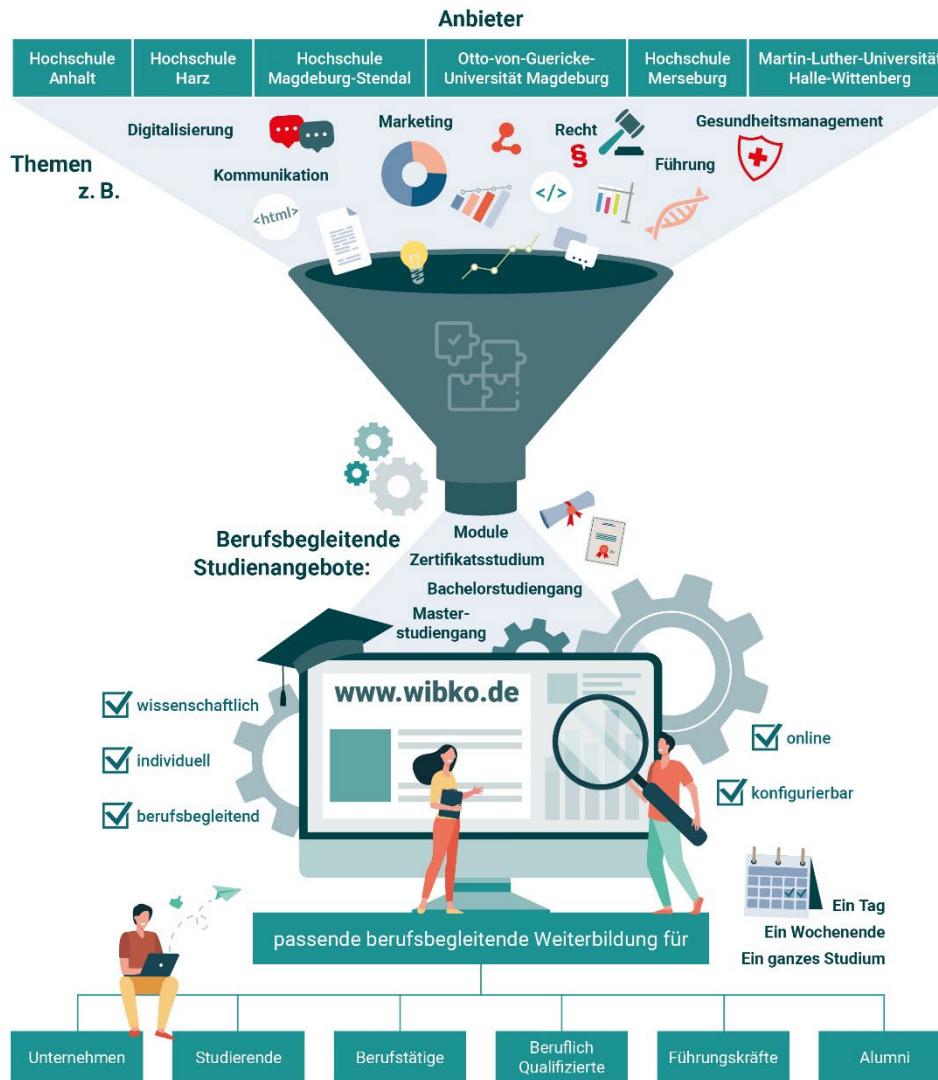 Anbieter
Hochschule
Anhalt
Hochschule
Harz
Hochschule
Magdeburg-Stendal
Otto-von-Guericke-
Universität Magdeburg
Hochschule
Merseburg
Martin-Luther-Universität
Halle-Wittenberg
Themen
z. B.
Digitalisierung
Marketing
Recht
Gesundheitsmanagement
Kommunikation
Führung
§
</>
<html>
Berufsbegleitende
Studienangebote:
Module
Zertifikatsstudium
Bachelorstudiengang
Master-
studiengang
www.wibko.de
wissenschaftlich
individuell
berufsbegleitend
online
konfigurierbar
Ein Tag
Ein Wochenende
Ein ganzes Studium
passende berufsbegleitende Weiterbildung für
Unternehmen
Studierende
Berufstätige
Beruflich
Qualifizierte
Führungskräfte
Alumni